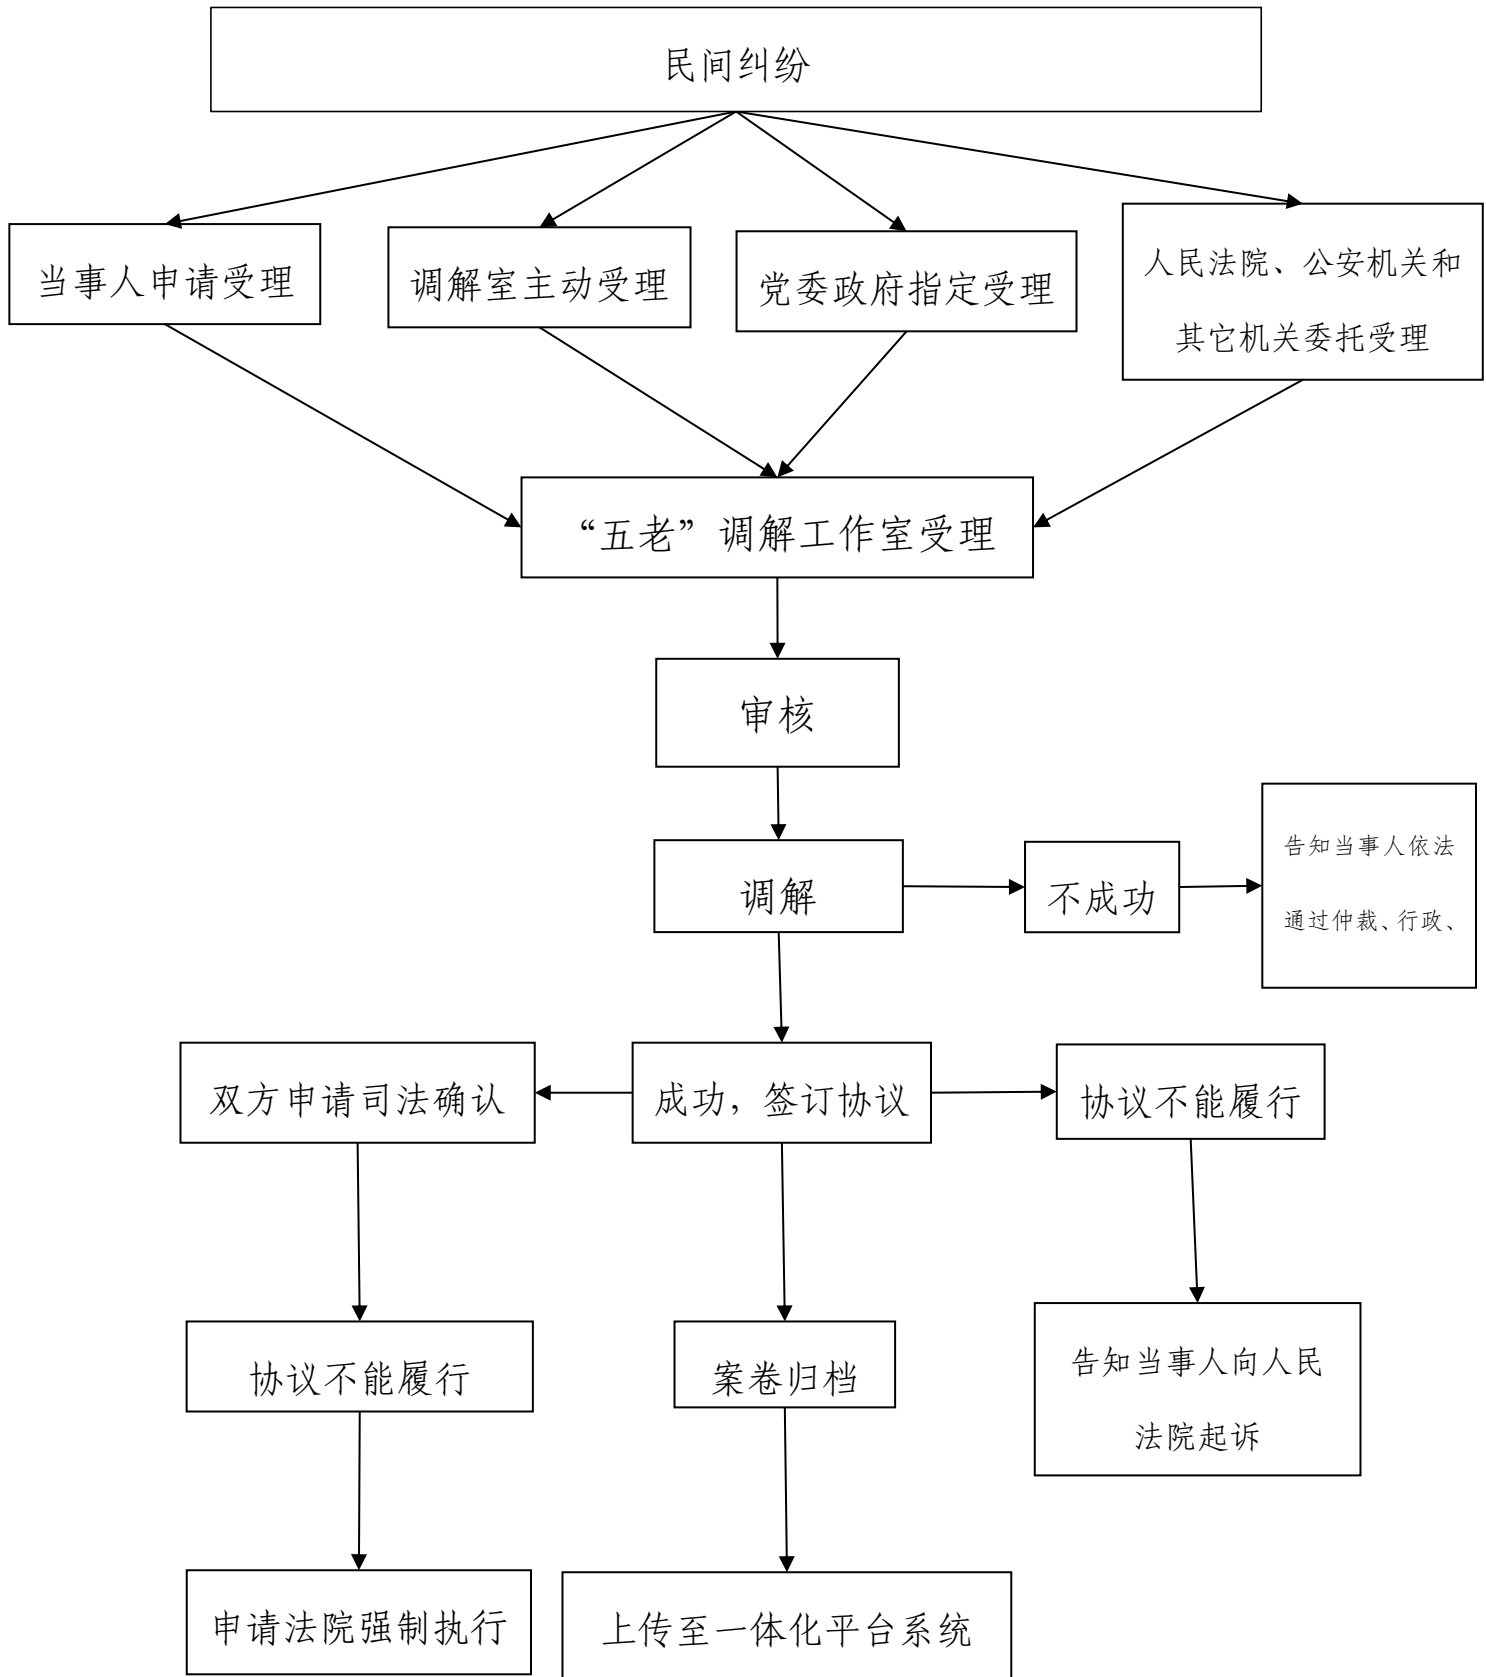 民间纠纷
当事人申请受理
调解室主动受理
党委政府指定受理
人民法院、公安机关和
其它机关委托受理
“五老”调解工作室受理
审核
调解
不成功
告知当事人依法
通过仲裁、行政、
双方申请司法确认
成功，签订协议
协议不能履行
协议不能履行
案卷归档
告知当事人向人民
法院起诉
申请法院强制执行
上传至一体化平台系统